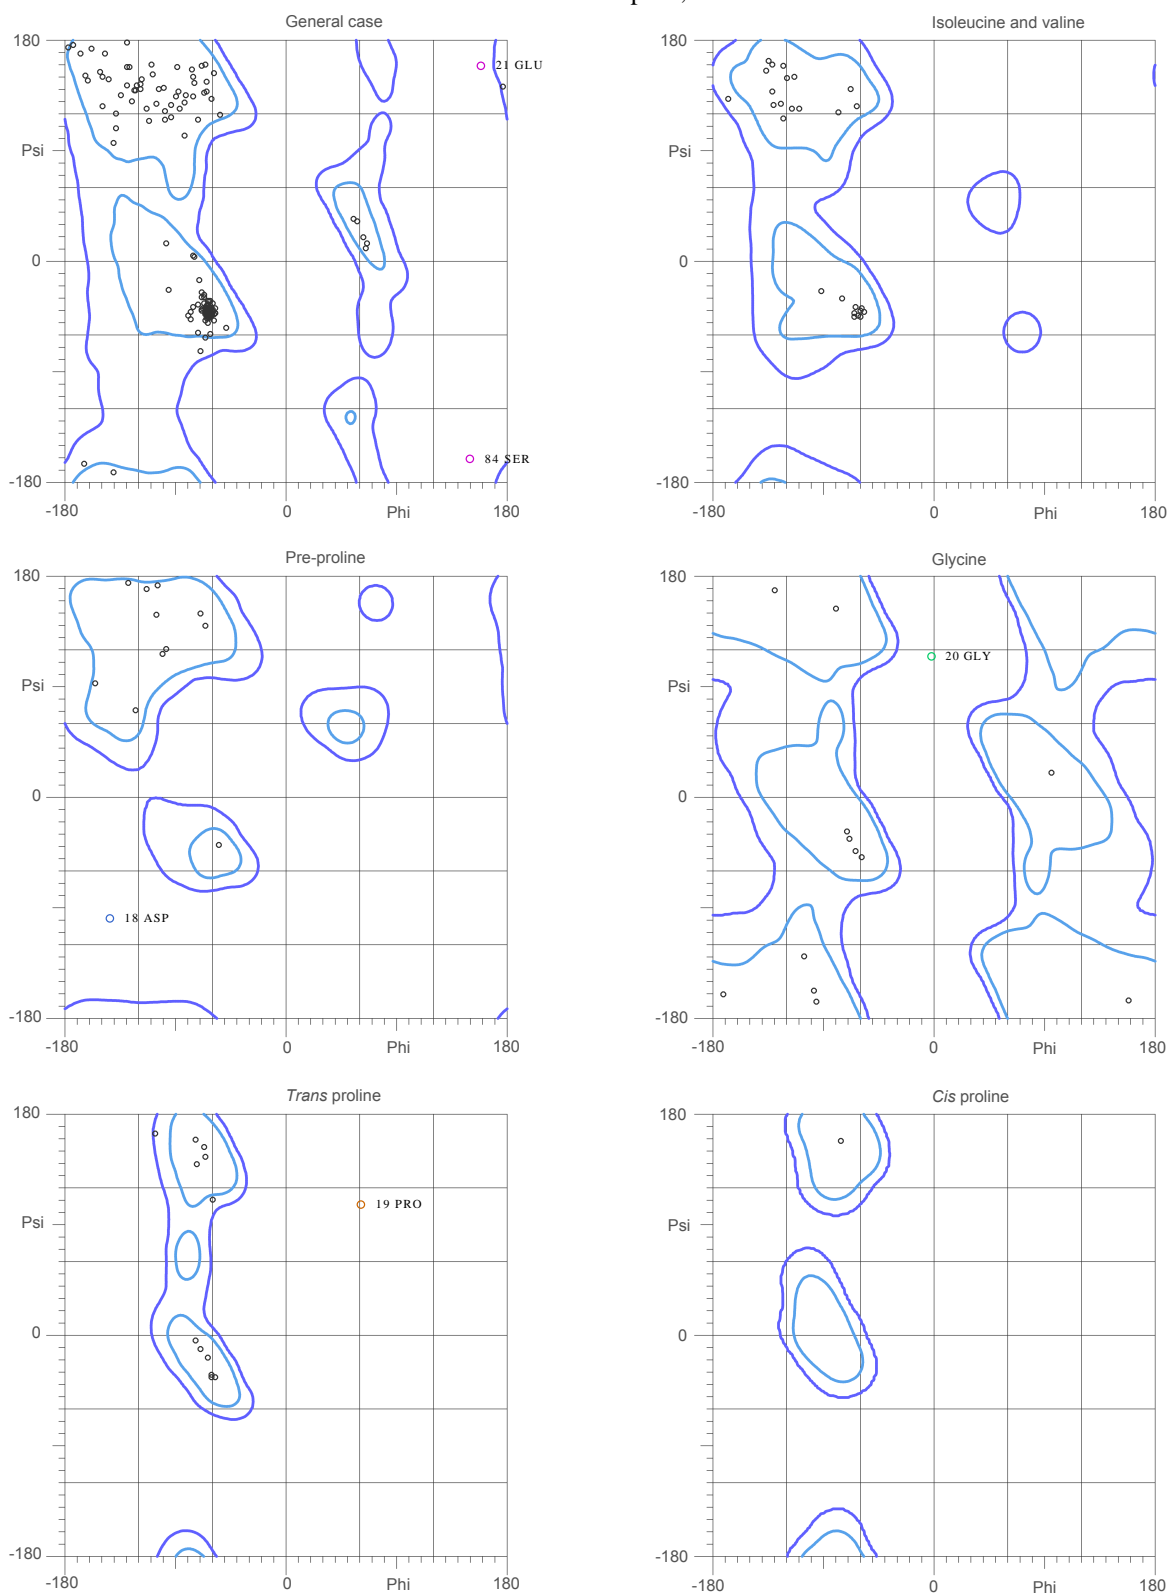 General case
Isoleucine and valine
180
21 GLU
180
Psi
Psi
0
0
84 SER
-180
-180
-180
0
Phi
180
-180
0
Phi
180
Pre-proline
Glycine
180
180
20 GLY
Psi
Psi
0
0
18 ASP
-180
-180
-180
0
Phi
180
-180
0
Phi
180
Trans proline
Cis proline
180
180
19 PRO
Psi
Psi
0
0
-180
-180
-180
0
Phi
180
-180
0
Phi
180